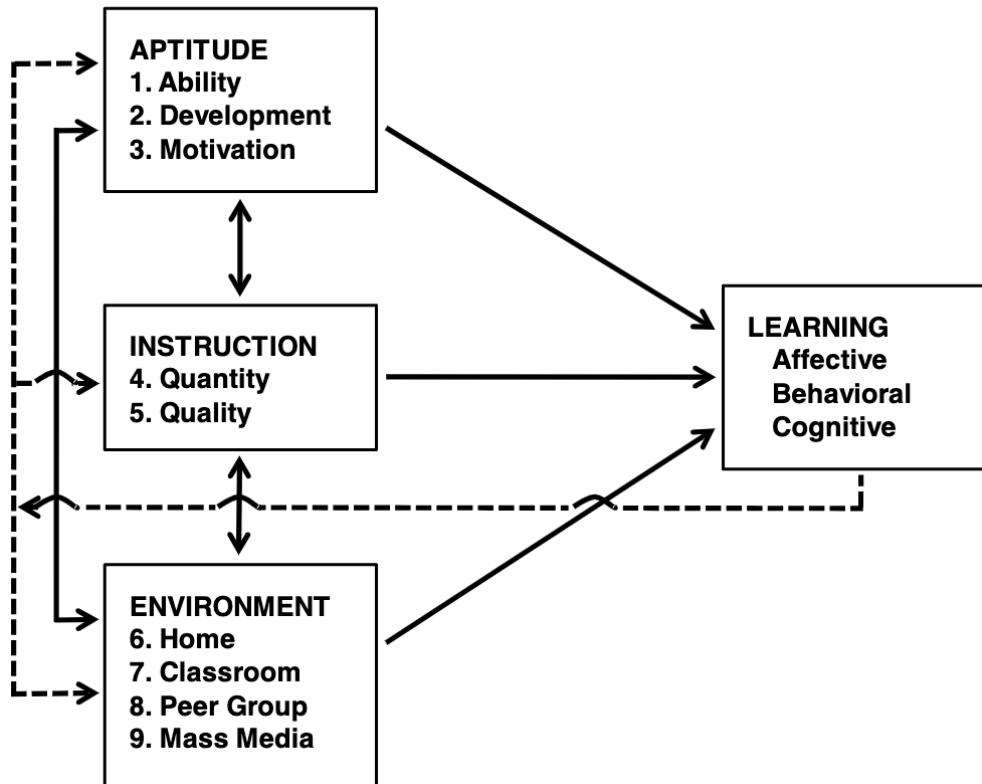 APTITUDE
1. Ability
2. Development
3. Motivation
INSTRUCTION
4. Quantity
5. Quality
ENVIRONMENT
6. Home
7. Classroom
8. Peer Group
9. Mass Media
LEARNING
Affective
Behavioral
Cognitive